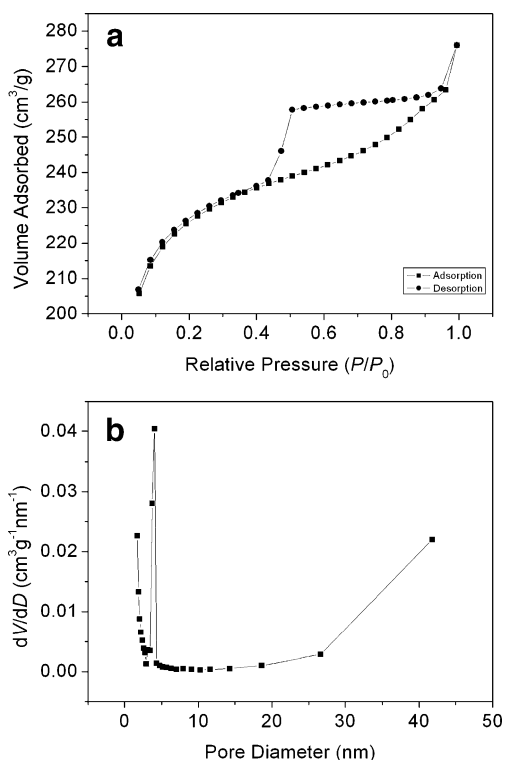 a
280
270
260
250
240
230
220
210
200
Volume Adsorbed (cm³/g)
Adsorption
Desorption
0.0 0.2 0.4 0.6 0.8 1.0
Relative Pressure (P/P₀)
b
0.04
0.03
0.02
0.01
0.00
dV/dD (cm³g⁻¹nm⁻¹)
0 10 20 30 40 50
Pore Diameter (nm)